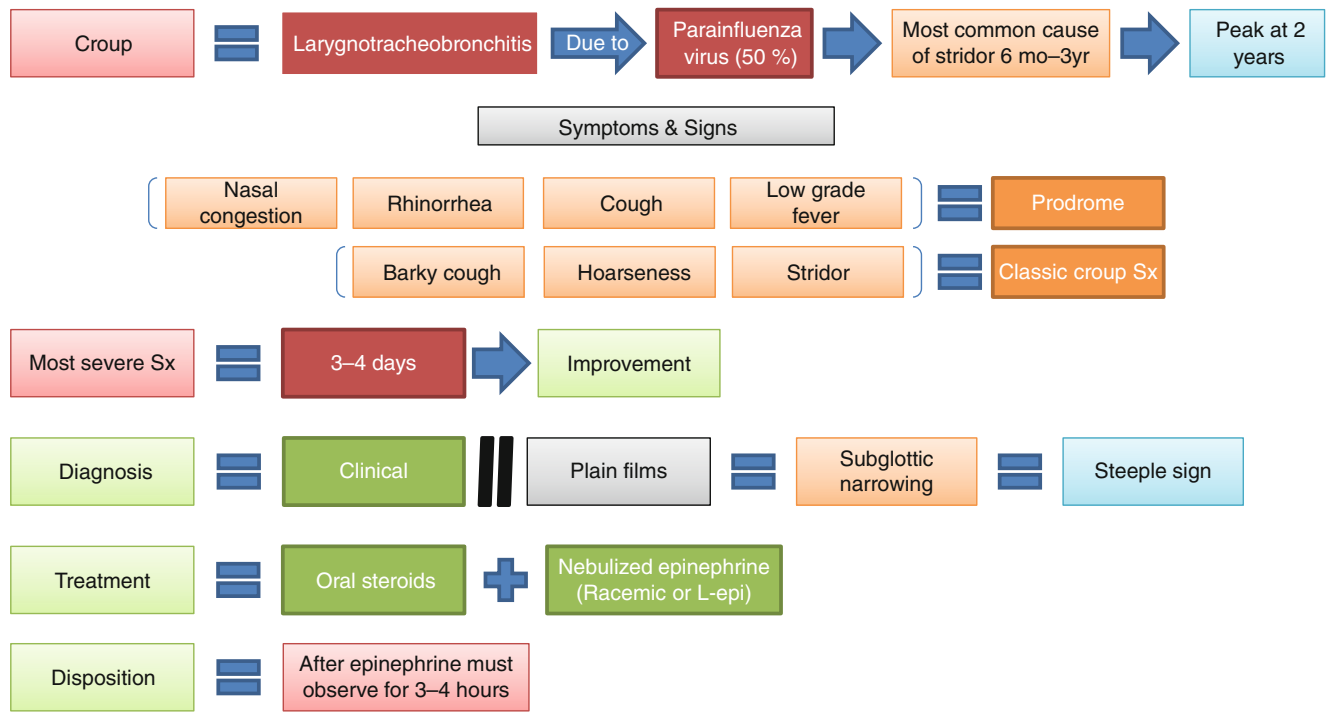 Croup
Larygnotracheobronchitis
Due to
Parainfluenza
virus (50 %)
Most common cause
of stridor 6 mo–3yr
Peak at 2
years
Symptoms & Signs
Nasal
congestion
Rhinorrhea
Cough
Low grade
fever
Prodrome
Barky cough
Hoarseness
Stridor
Classic croup Sx
Most severe Sx
3–4 days
Improvement
Diagnosis
Clinical
Plain films
Subglottic
narrowing
Steeple sign
Treatment
Oral steroids
Nebulized epinephrine
(Racemic or L-epi)
Disposition
After epinephrine must
observe for 3–4 hours